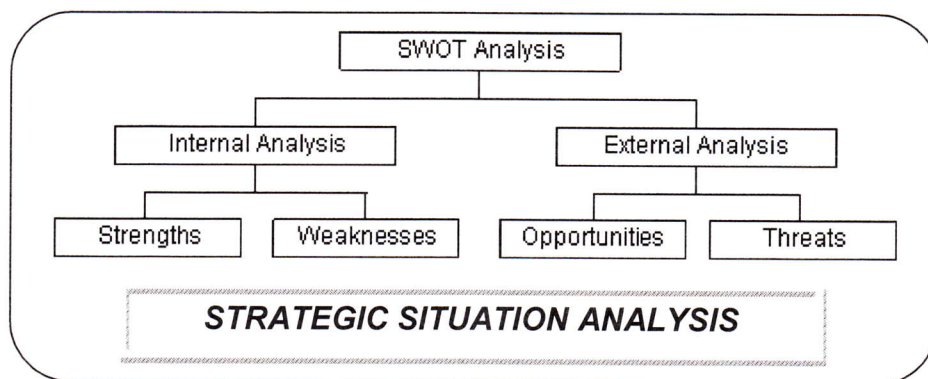 SWOT Analysis
Internal Analysis
External Analysis
Strengths
Weaknesses
Opportunities
Threats
STRATEGIC SITUATION ANALYSIS